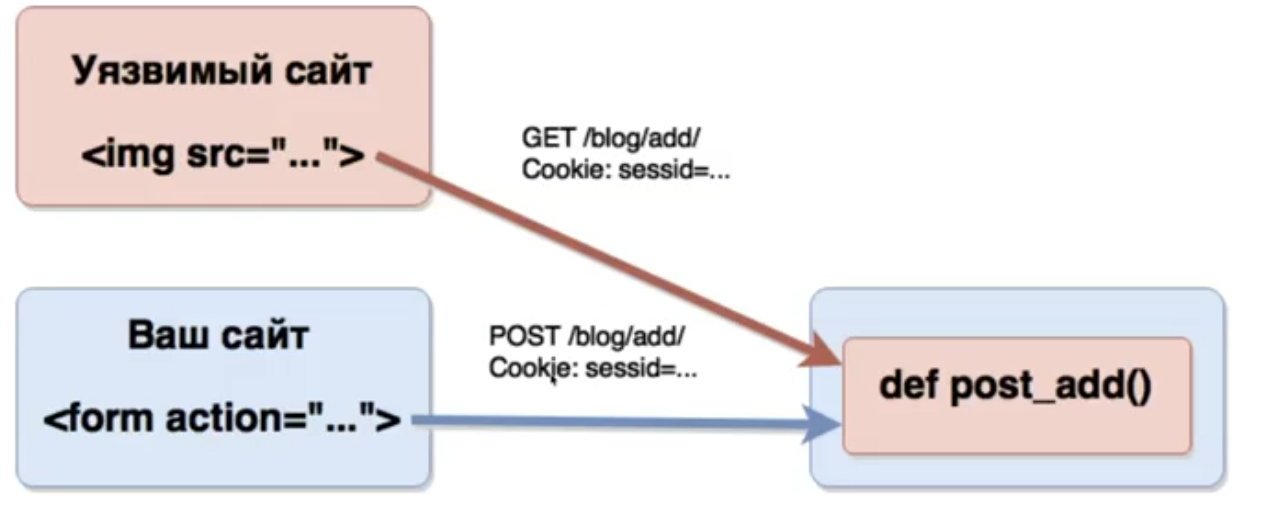 Уязвимый сайт
<img src="...">
GET /blog/add/
Cookie: sessid=...
Ваш сайт
<form action="...">
POST /blog/add/
Cookie: sessid=...
def post_add()